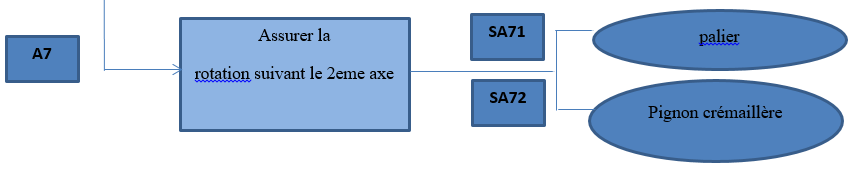 A7
Assurer la
rotation suivant le 2eme axe
SA71
SA72
palier
Pignon crémaillère